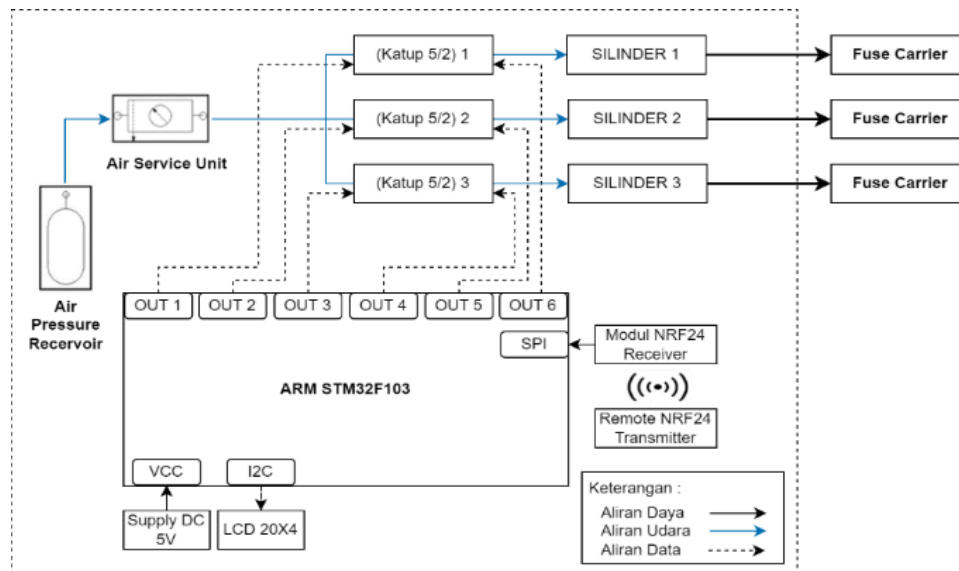 (Katup 5/2) 1
SILINDER 1
Fuse Carrier
(Katup 5/2) 2
SILINDER 2
Fuse Carrier
Air Service Unit
(Katup 5/2) 3
SILINDER 3
Fuse Carrier
Air
Pressure
Recervoir
OUT 1
OUT 2
OUT 3
OUT 4
OUT 5
OUT 6
SPI
Modul NRF24
Receiver
ARM STM32F103
Remote NRF24
Transmitter
VCC
I2C
Supply DC
5V
LCD 20X4
Keterangan :
Aliran Daya
Aliran Udara
Aliran Data